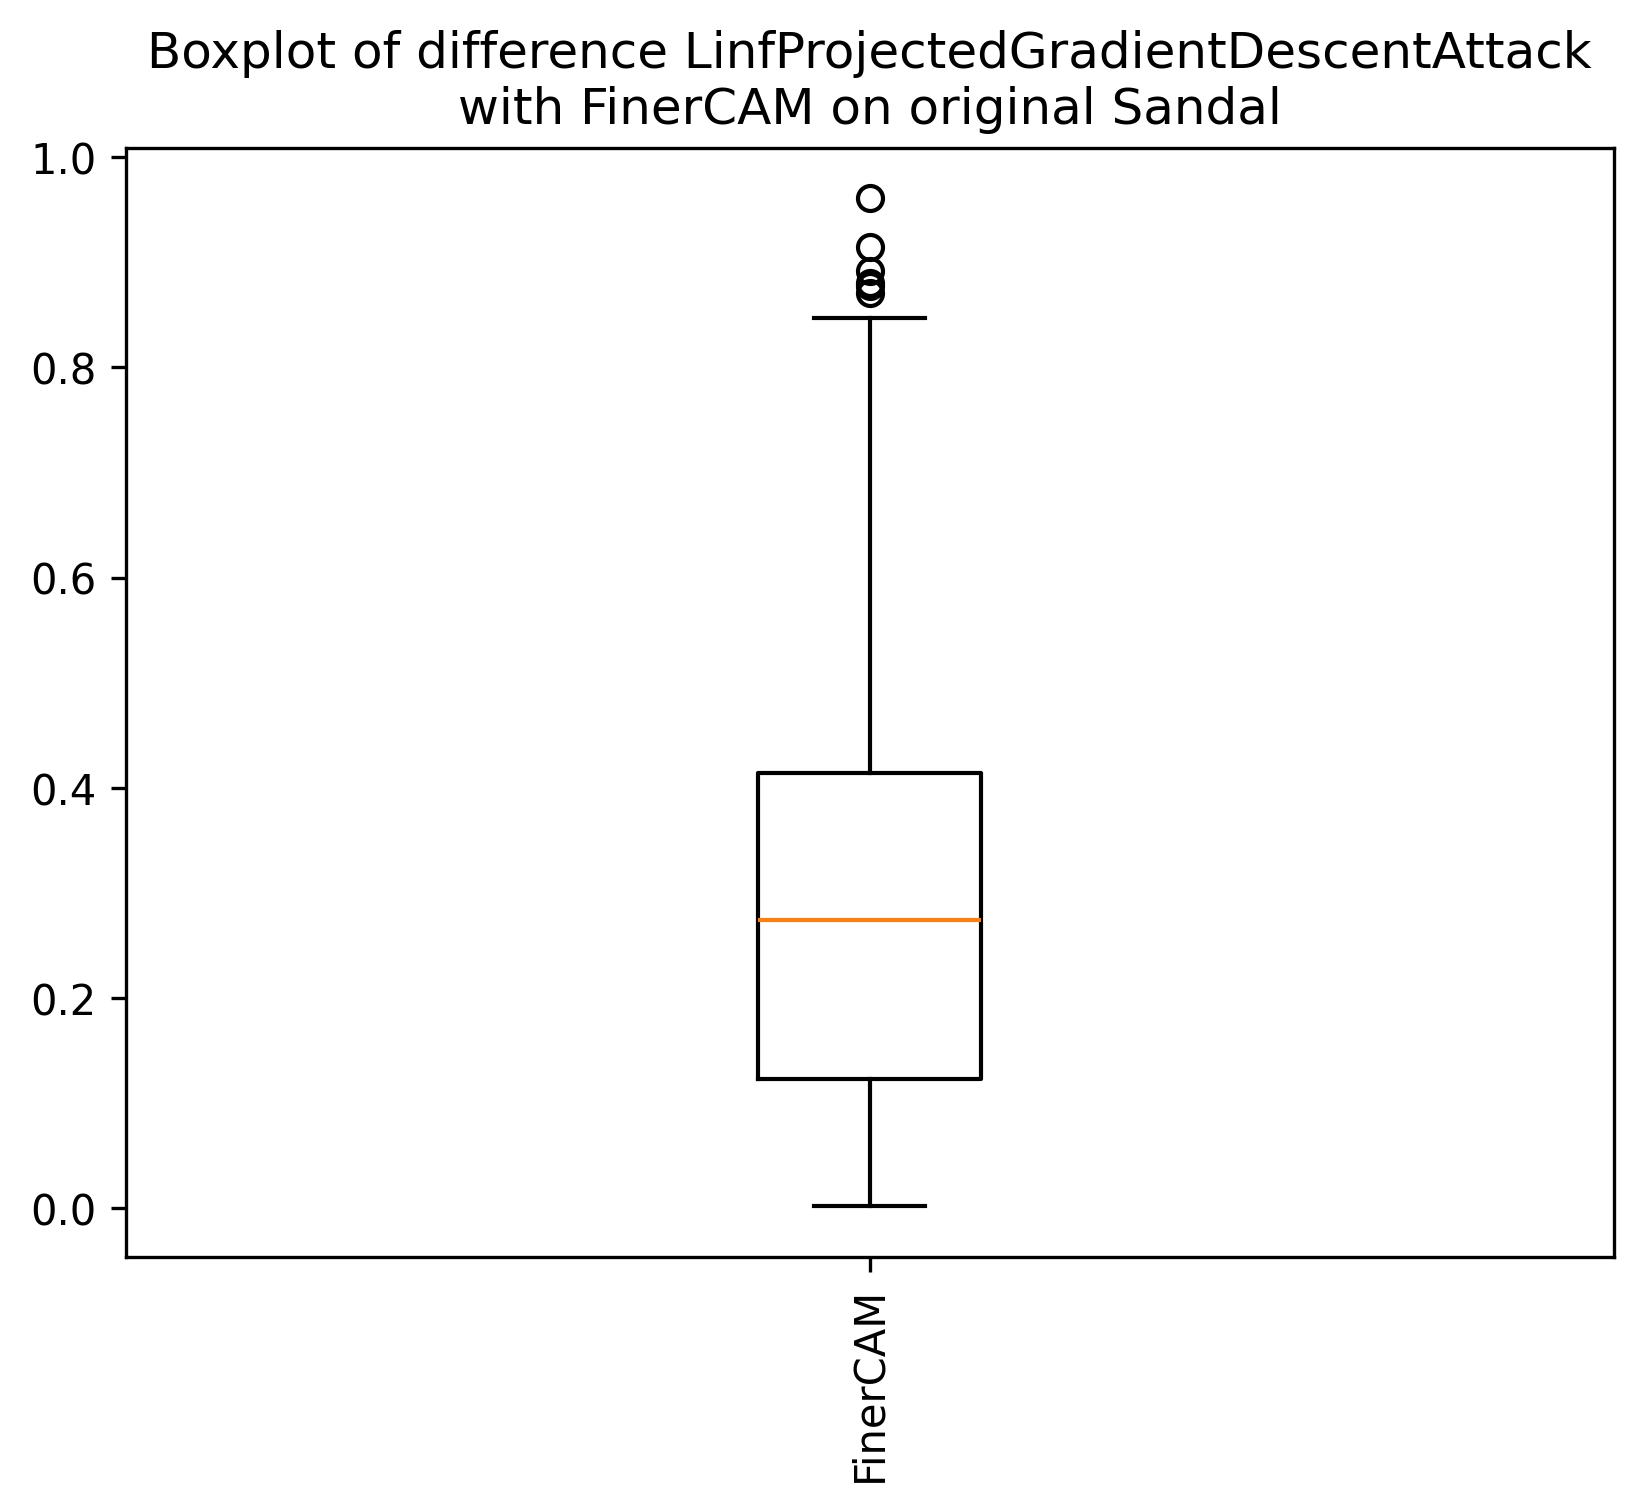 Boxplot of difference LinfProjectedGradientDescentAttack
with FinerCAM on original Sandal
1.0
0.8
0.6
0.4
0.2
0.0
FinerCAM